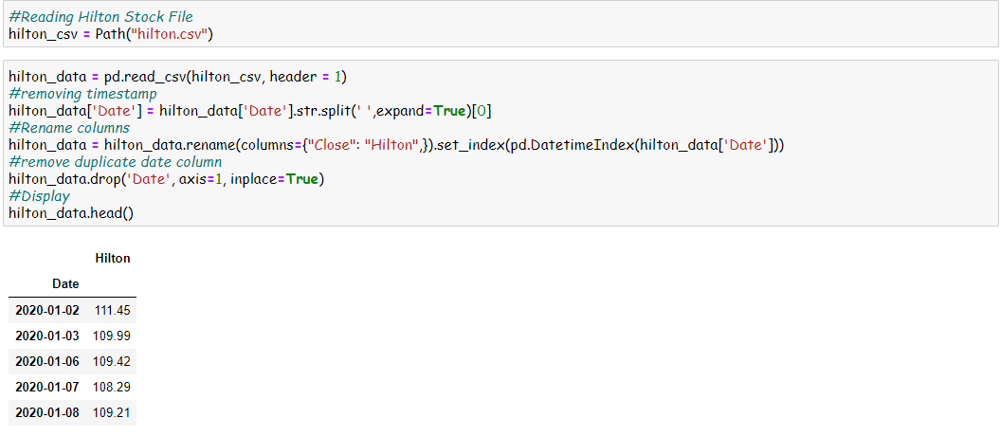 #Reading Hilton Stock File
hilton_csv = Path("hilton.csv")
hilton_data = pd.read_csv(hilton_csv, header = 1)
#removing timestamp
hilton_data['Date'] = hilton_data['Date'].str.split(' ',expand=True)[0]
#Rename columns
hilton_data = hilton_data.rename(columns={"Close": "Hilton",}).set_index(pd.DatetimeIndex(hilton_data['Date']))
#remove duplicate date column
hilton_data.drop('Date', axis=1, inplace=True)
#Display
hilton_data.head()
Hilton
Date
2020-01-02 111.45
2020-01-03 109.99
2020-01-06 109.42
2020-01-07 108.29
2020-01-08 109.21